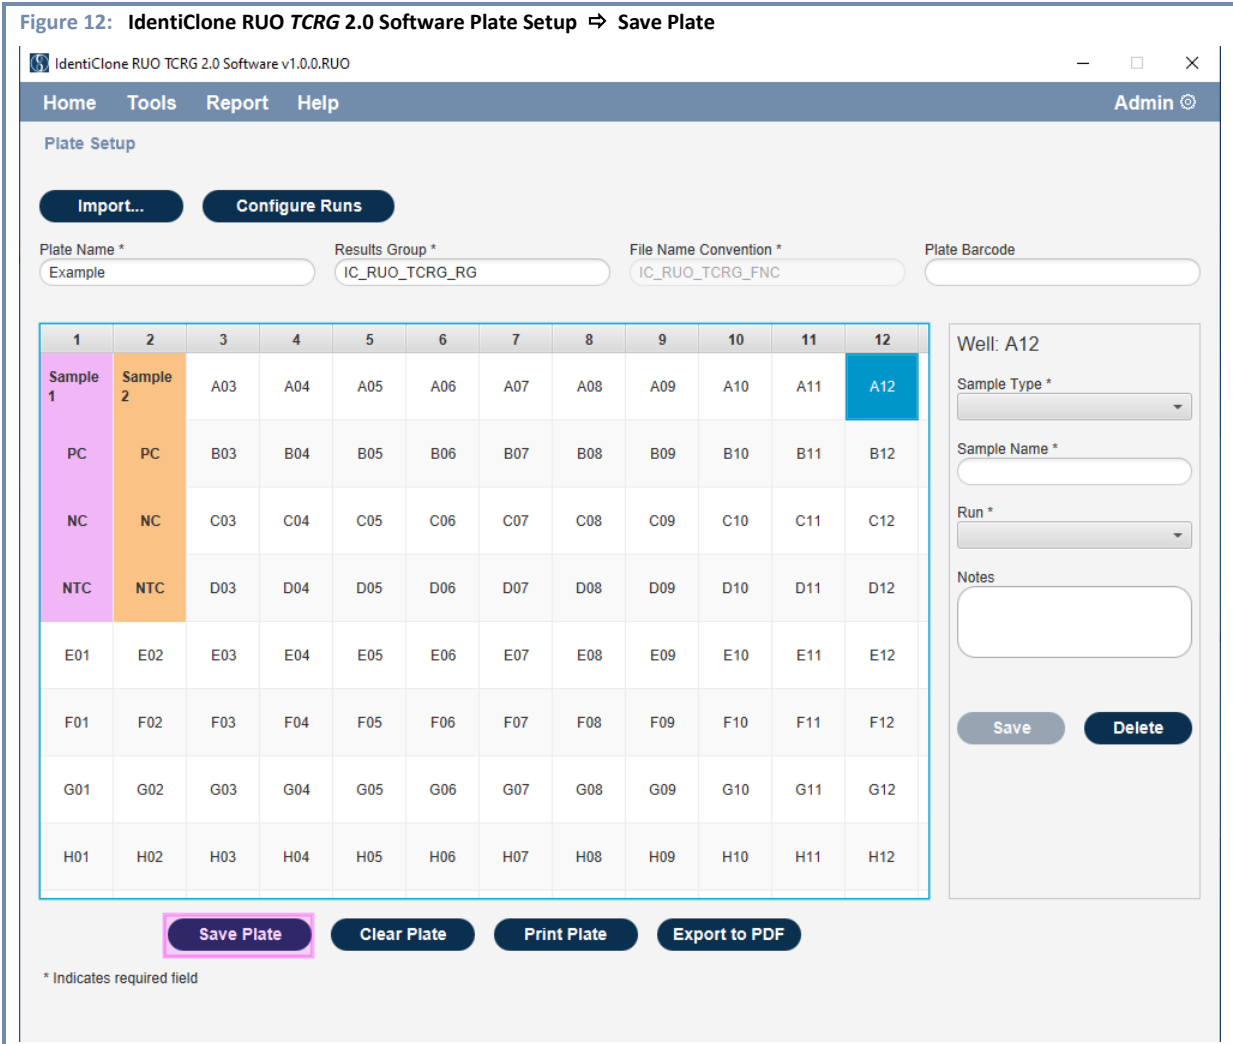 Figure 12: IdentiClone RUO TCRG 2.0 Software Plate Setup ⇨ Save Plate
IdentiClone RUO TCRG 2.0 Software v1.0.0.RUO
Home Tools Report Help Admin
Plate Setup
Import... Configure Runs
Plate Name * Results Group * File Name Convention * Plate Barcode
Example IC_RUO_TCRG_RG IC_RUO_TCRG_FNC
1 2 3 4 5 6 7 8 9 10 11 12
Sample 1 Sample 2 A03 A04 A05 A06 A07 A08 A09 A10 A11 A12
PC PC B03 B04 B05 B06 B07 B08 B09 B10 B11 B12
NC NC C03 C04 C05 C06 C07 C08 C09 C10 C11 C12
NTC NTC D03 D04 D05 D06 D07 D08 D09 D10 D11 D12
E01 E02 E03 E04 E05 E06 E07 E08 E09 E10 E11 E12
F01 F02 F03 F04 F05 F06 F07 F08 F09 F10 F11 F12
G01 G02 G03 G04 G05 G06 G07 G08 G09 G10 G11 G12
H01 H02 H03 H04 H05 H06 H07 H08 H09 H10 H11 H12
Well: A12
Sample Type *
Sample Name *
Run *
Notes
Save Delete
Save Plate Clear Plate Print Plate Export to PDF
* Indicates required field